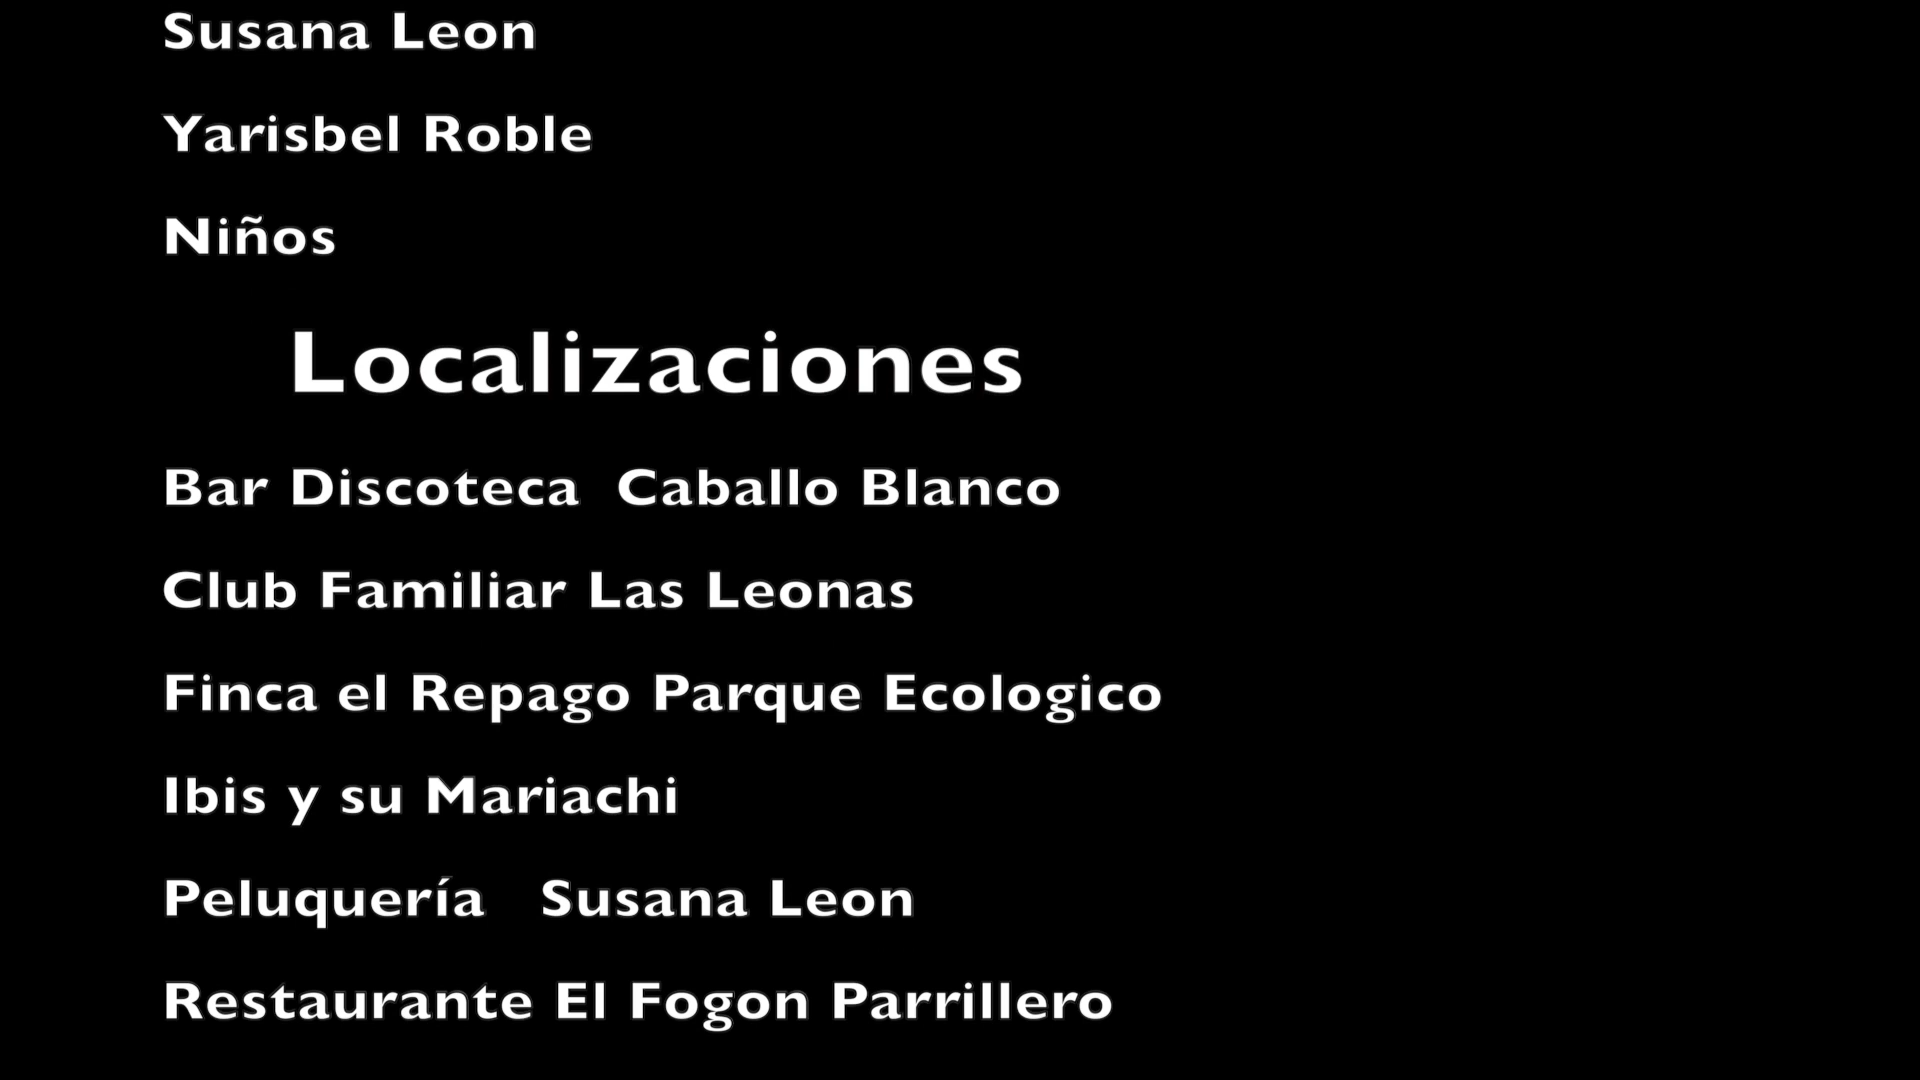 Susana Leon
Yarisbel Roble
Niños
Localizaciones
Bar Discoteca  Caballo Blanco
Club Familiar Las Leonas
Finca el Repago Parque Ecologico
Ibis y su Mariachi
Peluquería   Susana Leon
Restaurante El Fogon Parrillero